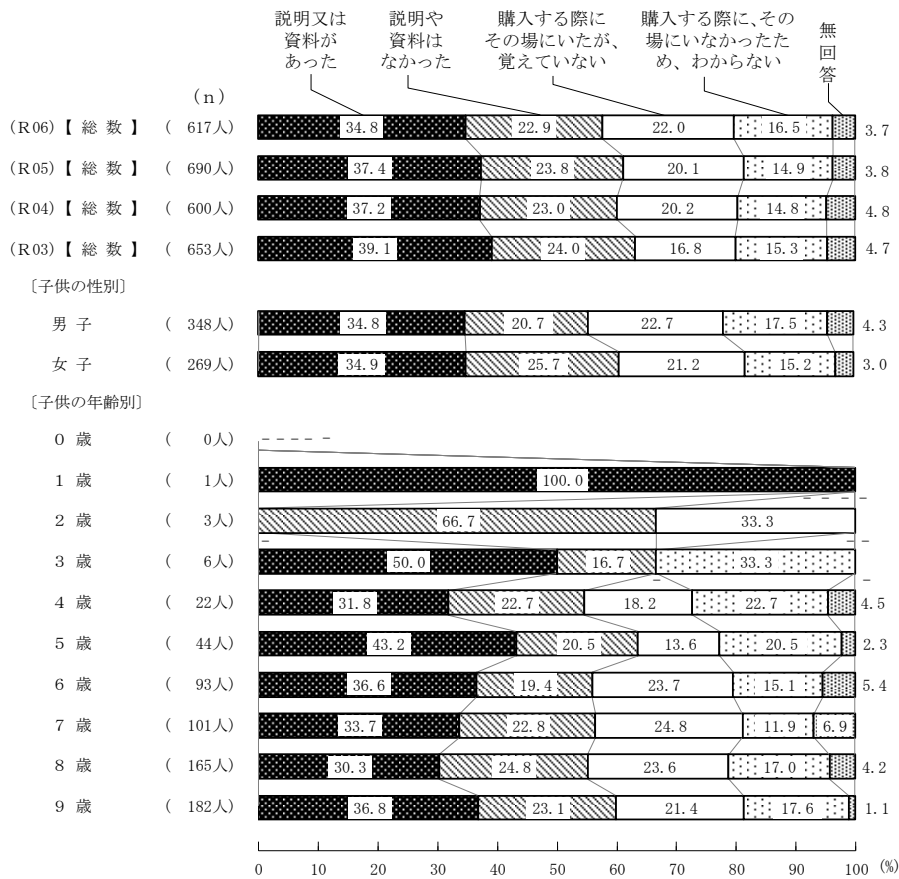 説明又は
資料が
あった
説明や
資料は
なかった
購入する際に
その場にいたが、
覚えていない
購入する際に、その
場にいなかったた
め、わからない
無
回
答
(n)
(R06)【 総 数 】 ( 617人) 34.8 22.9 22.0 16.5 3.7
(R05)【 総 数 】 ( 690人) 37.4 23.8 20.1 14.9 3.8
(R04)【 総 数 】 ( 600人) 37.2 23.0 20.2 14.8 4.8
(R03)【 総 数 】 ( 653人) 39.1 24.0 16.8 15.3 4.7
〔子供の性別〕
男 子 ( 348人) 34.8 20.7 22.7 17.5 4.3
女 子 ( 269人) 34.9 25.7 21.2 15.2 3.0
〔子供の年齢別〕
0 歳 ( 0人) － － － － －
1 歳 ( 1人) 100.0 － － － －
2 歳 ( 3人) － 66.7 33.3 － －
3 歳 ( 6人) 50.0 16.7 － 33.3 －
4 歳 ( 22人) 31.8 22.7 18.2 22.7 4.5
5 歳 ( 44人) 43.2 20.5 13.6 20.5 2.3
6 歳 ( 93人) 36.6 19.4 23.7 15.1 5.4
7 歳 ( 101人) 33.7 22.8 24.8 11.9 6.9
8 歳 ( 165人) 30.3 24.8 23.6 17.0 4.2
9 歳 ( 182人) 36.8 23.1 21.4 17.6 1.1
0 10 20 30 40 50 60 70 80 90 100 (%)